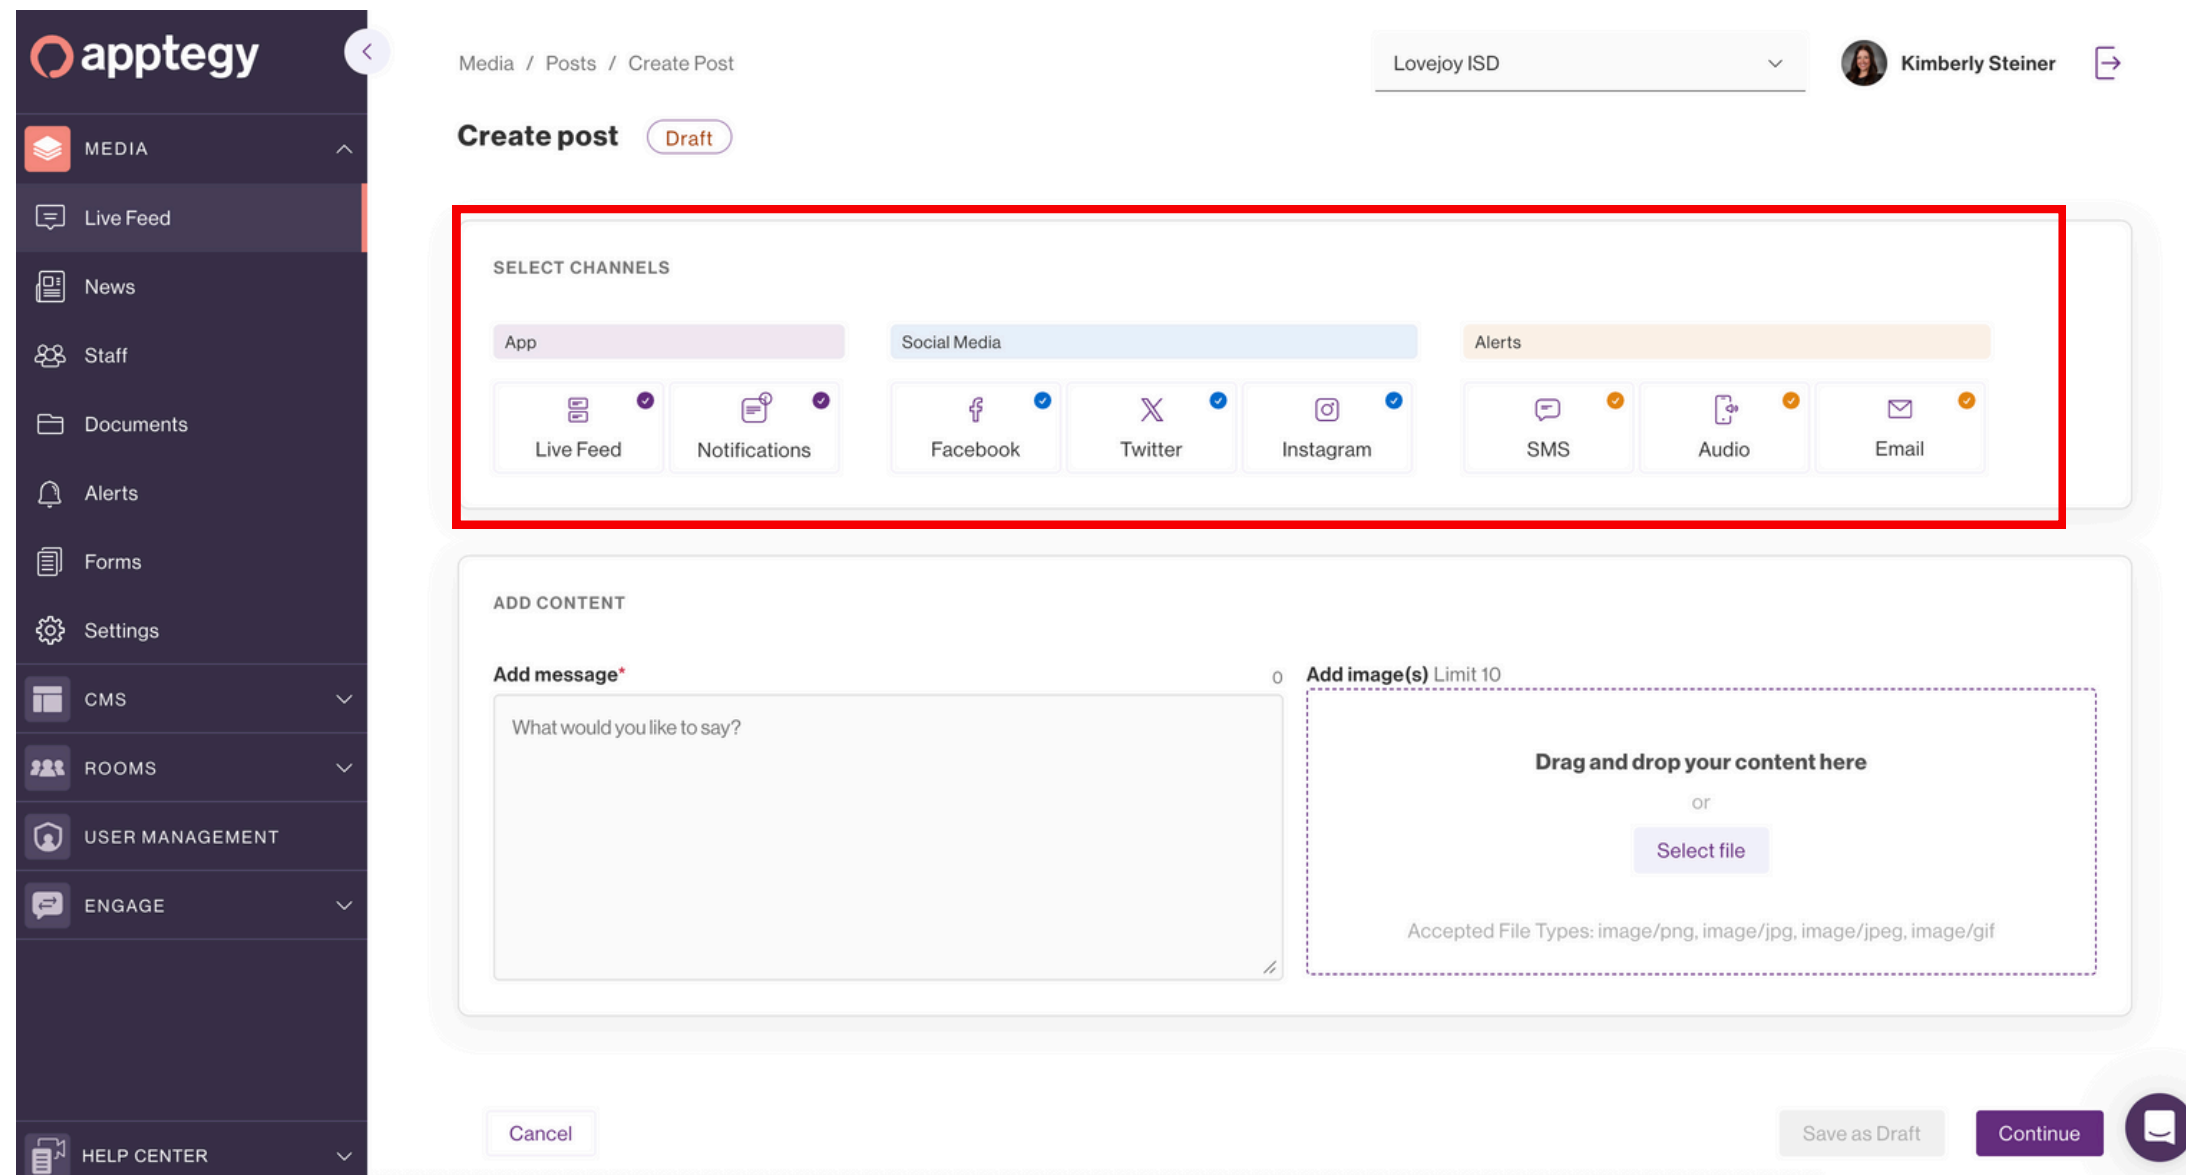 apptegy
Media / Posts / Create Post
Lovejoy ISD
Kimberly Steiner
MEDIA
Live Feed
News
Staff
Documents
Alerts
Forms
Settings
CMS
ROOMS
USER MANAGEMENT
ENGAGE
HELP CENTER
Create post
Draft
SELECT CHANNELS
App
Social Media
Alerts
Live Feed
Notifications
Facebook
Twitter
Instagram
SMS
Audio
Email
ADD CONTENT
Add message*
0
What would you like to say?
Add image(s) Limit 10
Drag and drop your content here
or
Select file
Accepted File Types: image/png, image/jpg, image/jpeg, image/gif
Cancel
Save as Draft
Continue